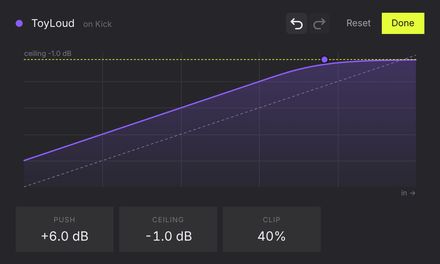 ToyLoud on Kick Reset Done
ceiling -1.0 dB
in →
PUSH CEILING CLIP
+6.0 dB -1.0 dB 40%